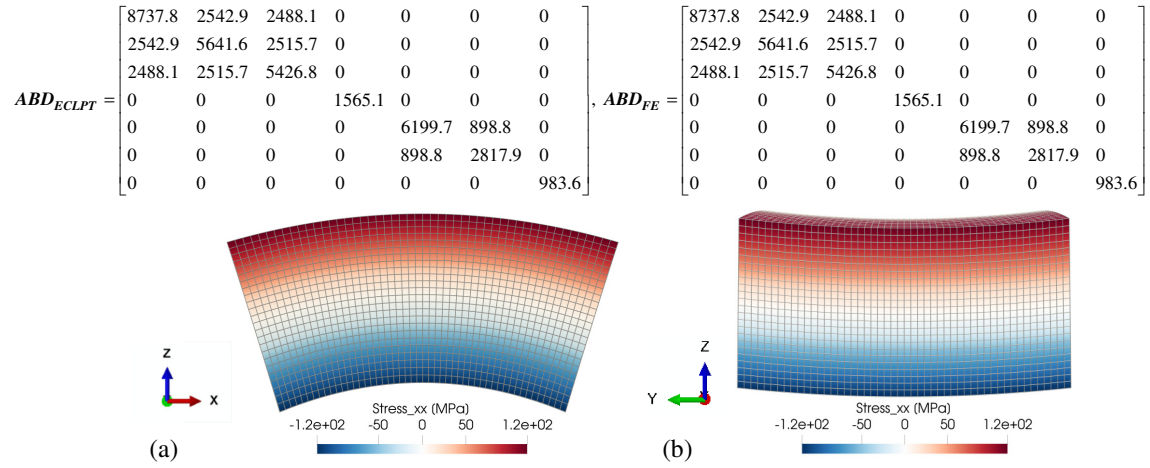 8737.8 2542.9 2488.1 0 0 0 0 8737.8 2542.9 2488.1 0 0 0 0
2542.9 5641.6 2515.7 0 0 0 0 2542.9 5641.6 2515.7 0 0 0 0
2488.1 2515.7 5426.8 0 0 0 0 2488.1 2515.7 5426.8 0 0 0 0
ABD_ECLPT = 0 0 0 1565.1 0 0 0 , ABD_FE = 0 0 0 1565.1 0 0 0
0 0 0 6199.7 898.8 0 0 0 0 6199.7 898.8 0
0 0 0 898.8 2817.9 0 0 0 0 898.8 2817.9 0
0 0 0 0 0 983.6 0 0 0 0 0 983.6
Z
X
Z
Y
Stress_xx (MPa)
-1.2e+02 -50 0 50 1.2e+02
(a)
Stress_xx (MPa)
-1.2e+02 -50 0 50 1.2e+02
(b)